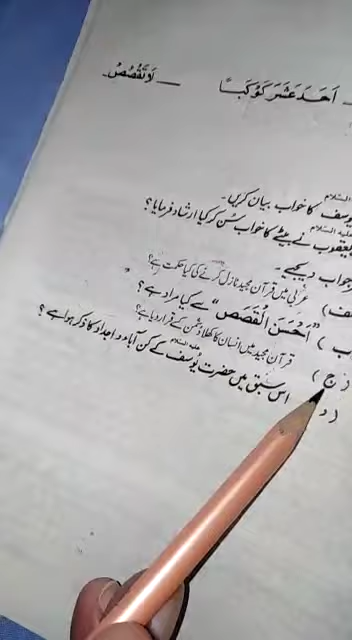 اَحَدَ عَشَرَ كَوْكَبًا — لَا تَقْصُصْ
یوسف علیہ السلام کا خواب بیان کریں۔
یعقوب علیہ السلام نے بیٹے کا خواب سُن کر کیا ارشاد فرمایا؟
جواب دیجیے۔
عربی میں قرآن مجید نازل کرنے کی کیا حکمت ہے؟
ب) "اَحْسَنَ الْقَصَصِ" سے کیا مراد ہے؟
(ج) قرآن مجید میں انسان کا کھلا دشمن کسے قرار دیا ہے؟
(د) اس سبق میں حضرت یُوسف علیہ السلام کے کن آباء و اجداد کا ذکر ہوا ہے؟